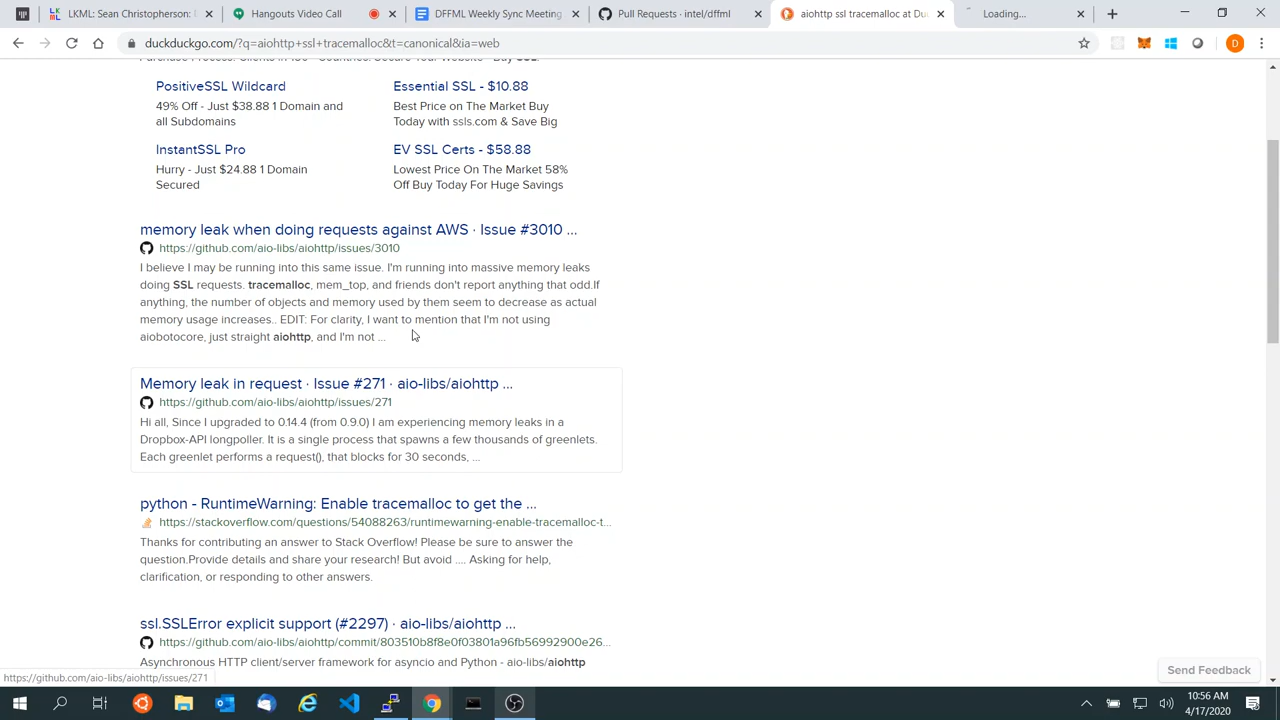 LKML: Sean Christopherson: E
Hangouts Video Call
DFFML Weekly Sync Meeting
Pull Requests · intel/dffml
aiohttp ssl tracemalloc at Du
Loading...
duckduckgo.com/?q=aiohttp+ssl+tracemalloc&t=canonical&ia=web
D
PositiveSSL Wildcard
49% Off - Just $38.88 1 Domain and
all Subdomains
Essential SSL - $10.88
Best Price on The Market Buy
Today with ssls.com & Save Big
InstantSSL Pro
Hurry - Just $24.88 1 Domain
Secured
EV SSL Certs - $58.88
Lowest Price On The Market 58%
Off Buy Today For Huge Savings
memory leak when doing requests against AWS · Issue #3010 ...
https://github.com/aio-libs/aiohttp/issues/3010
I believe I may be running into this same issue. I'm running into massive memory leaks
doing SSL requests. tracemalloc, mem_top, and friends don't report anything that odd.If
anything, the number of objects and memory used by them seem to decrease as actual
memory usage increases.. EDIT: For clarity, I want to mention that I'm not using
aiobotocore, just straight aiohttp, and I'm not ...
Memory leak in request · Issue #271 · aio-libs/aiohttp ...
https://github.com/aio-libs/aiohttp/issues/271
Hi all, Since I upgraded to 0.14.4 (from 0.9.0) I am experiencing memory leaks in a
Dropbox-API longpoller. It is a single process that spawns a few thousands of greenlets.
Each greenlet performs a request(), that blocks for 30 seconds, ...
python - RuntimeWarning: Enable tracemalloc to get the ...
https://stackoverflow.com/questions/54088263/runtimewarning-enable-tracemalloc-t...
Thanks for contributing an answer to Stack Overflow! Please be sure to answer the
question.Provide details and share your research! But avoid .... Asking for help,
clarification, or responding to other answers.
ssl.SSLError explicit support (#2297) · aio-libs/aiohttp ...
https://github.com/aio-libs/aiohttp/commit/803510b8f8e0f03801a96fb56992900e26...
Asynchronous HTTP client/server framework for asyncio and Python - aio-libs/aiohttp
Send Feedback
https://github.com/aio-libs/aiohttp/issues/271
10:56 AM
4/17/2020